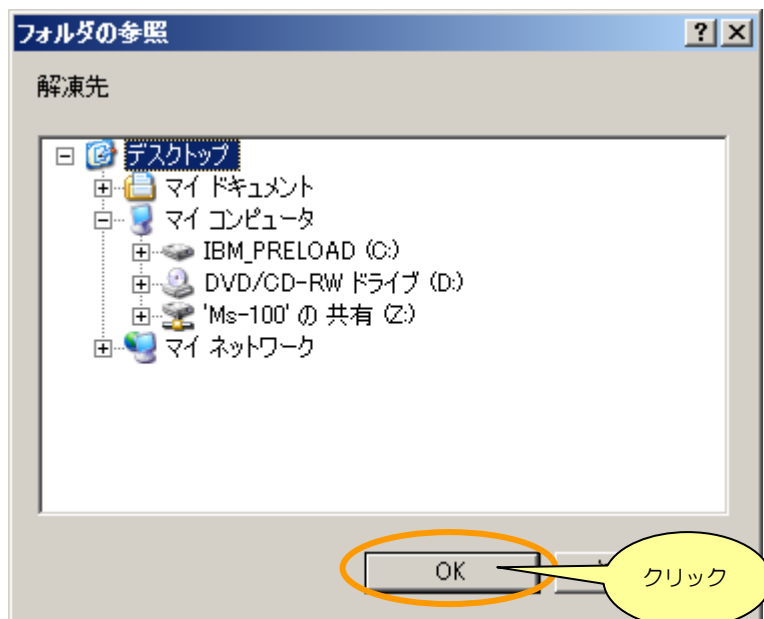 フォルダの参照
解凍先
デスクトップ
マイ ドキュメント
マイ コンピュータ
IBM_PRELOAD (C:)
DVD/CD-RW ドライブ (D:)
'Ms-100' の 共有 (Z:)
マイ ネットワーク
OK
クリック